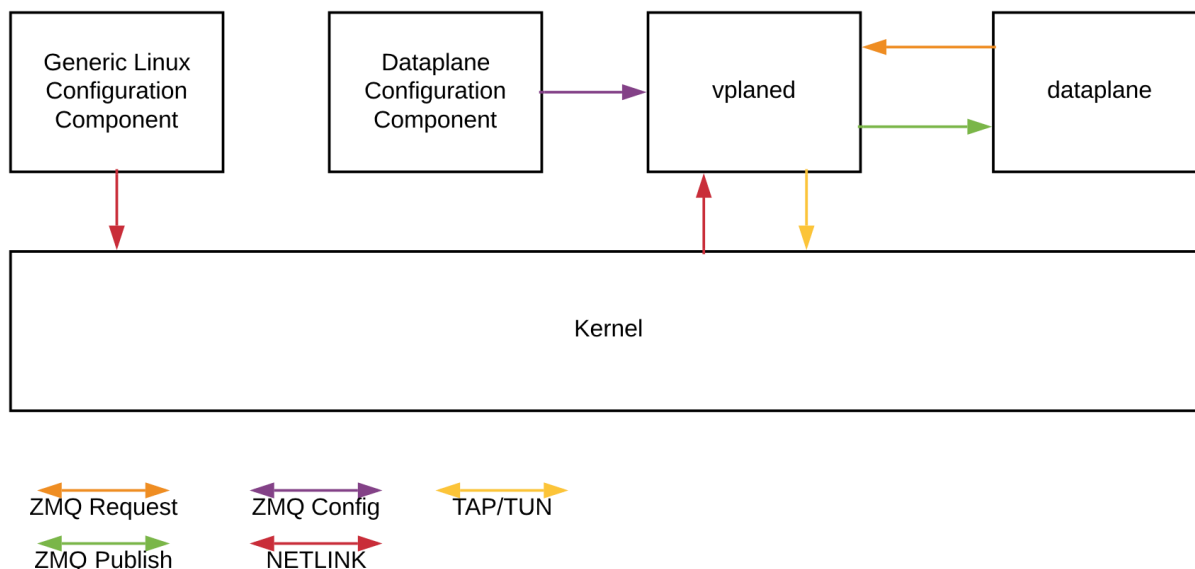 Generic Linux
Configuration
Component
Dataplane
Configuration
Component
vplaned
dataplane
Kernel
ZMQ Request
ZMQ Config
TAP/TUN
ZMQ Publish
NETLINK